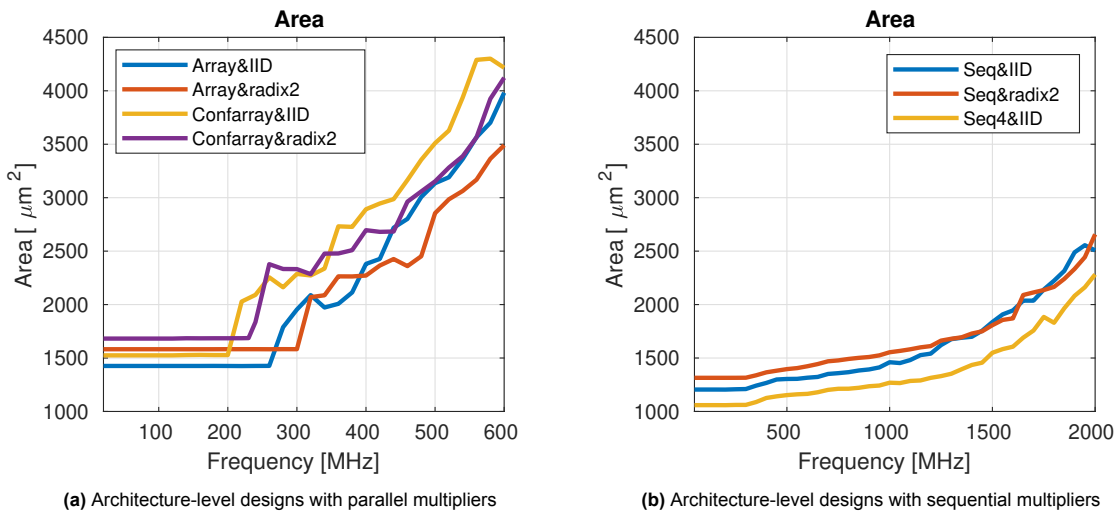 Area
Area [ μm²]
4500
4000
3500
3000
2500
2000
1500
1000
Array&IID
Array&radix2
Confarray&IID
Confarray&radix2
100
200
300
400
500
600
Frequency [MHz]
(a) Architecture-level designs with parallel multipliers
Area
Area [ μm²]
4500
4000
3500
3000
2500
2000
1500
1000
Seq&IID
Seq&radix2
Seq4&IID
500
1000
1500
2000
Frequency [MHz]
(b) Architecture-level designs with sequential multipliers